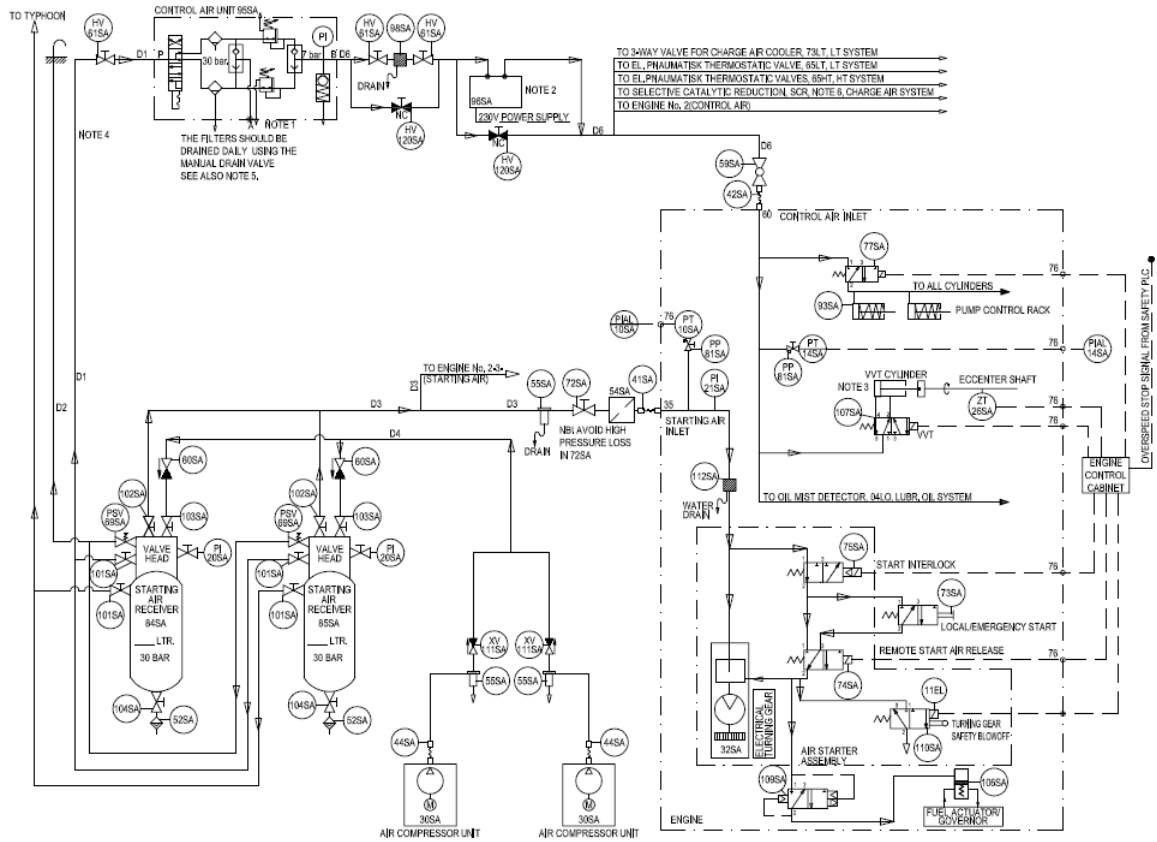 TO TYPHOON
CONTROL AIR UNIT 95SA
HV
61SA
D1
P
30 bar
7 bar
PI
B
D6
HV
61SA
98SA
HV
61SA
DRAIN
NC
HV
120SA
96SA
NOTE 2
230V POWER SUPPLY
NC
HV
120SA
D6
TO 3-WAY VALVE FOR CHARGE AIR COOLER, 73LT, LT SYSTEM
TO EL, PNAUMATISK THERMOSTATIC VALVE, 65LT, LT SYSTEM
TO EL, PNAUMATISK THERMOSTATIC VALVES, 65HT, HT SYSTEM
TO SELECTIVE CATALYTIC REDUCTION, SCR, NOTE 6, CHARGE AIR SYSTEM
TO ENGINE No. 2(CONTROL AIR)
NOTE 4
A
NOTE 1
THE FILTERS SHOULD BE
DRAINED DAILY USING THE
MANUAL DRAIN VALVE
SEE ALSO NOTE 5.
D6
59SA
42SA
60
CONTROL AIR INLET
77SA
76
TO ALL CYLINDERS
93SA
PUMP CONTROL RACK
OVERSPEED STOP SIGNAL FROM SAFETY PLC
PIAL
10SA
76
PT
10SA
PP
81SA
PT
14SA
PP
81SA
76
PIAL
14SA
VVT CYLINDER
NOTE 3
ECCENTER SHAFT
ZT
26SA
76
107SA
VVT
76
ENGINE
CONTROL
CABINET
D1
D2
TO ENGINE No. 2-3-
(STARTING AIR)
D3
D3
D3
55SA
72SA
54SA
41SA
35
PI
21SA
STARTING AIR
INLET
DRAIN
NB! AVOID HIGH
PRESSURE LOSS
IN 72SA
D4
60SA
60SA
102SA
102SA
PSV
69SA
103SA
PSV
69SA
103SA
VALVE
HEAD
PI
20SA
VALVE
HEAD
PI
20SA
101SA
101SA
101SA
101SA
STARTING
AIR
RECEIVER
84SA
LTR.
30 BAR
STARTING
AIR
RECEIVER
85SA
LTR.
30 BAR
104SA
52SA
104SA
52SA
XV
111SA
XV
111SA
55SA
55SA
44SA
44SA
M
30SA
M
30SA
AIR COMPRESSOR UNIT
AIR COMPRESSOR UNIT
112SA
WATER
DRAIN
TO OIL MIST DETECTOR, 04LO, LUBR, OIL SYSTEM
75SA
START INTERLOCK
76
73SA
LOCAL/EMERGENCY START
REMOTE START AIR RELEASE
76
74SA
11EL
TURNING GEAR
SAFETY BLOWOFF
110SA
32SA
ELECTRICAL
TURNING GEAR
AIR STARTER
ASSEMBLY
109SA
106SA
FUEL ACTUATOR/
GOVERNOR
ENGINE